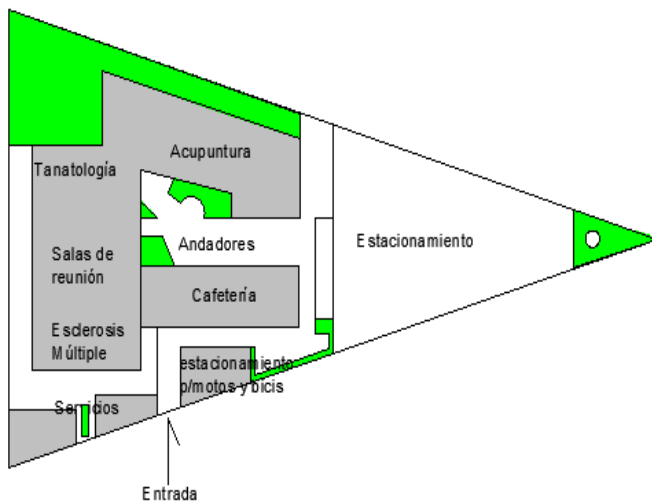 Acupuntura
Tanatología
Andadores
Estacionamiento
Salas de
reunión
Cafetería
Esclerosis
Múltiple
estacionamiento
p/motos y bicis
Servicios
Entrada